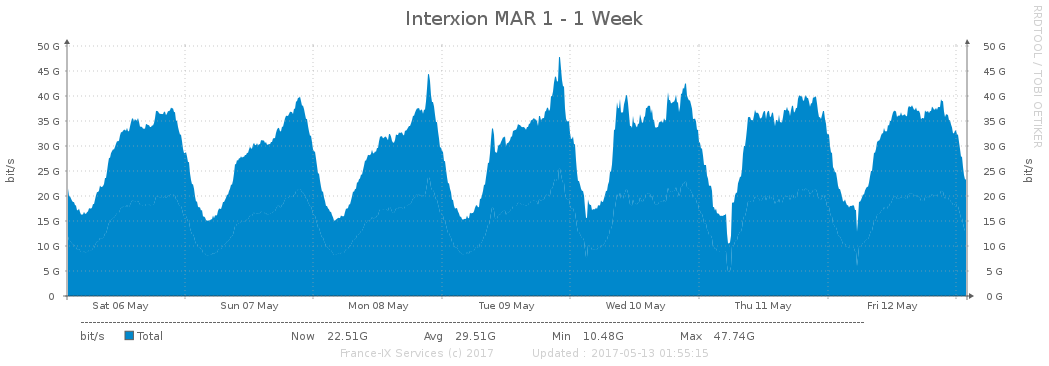 Interxion MAR 1 - 1 Week
RRDTOOL / TOBI OETIKER
50 G 50 G
45 G 45 G
40 G 40 G
35 G 35 G
30 G 30 G
25 G 25 G
20 G 20 G
15 G 15 G
10 G 10 G
5 G 5 G
0 0 G
bit/s
bit/s
Sat 06 May Sun 07 May Mon 08 May Tue 09 May Wed 10 May Thu 11 May Fri 12 May
bit/s Total Now 22.51G Avg 29.51G Min 10.48G Max 47.74G
France-IX Services (c) 2017 Updated : 2017-05-13 01:55:15